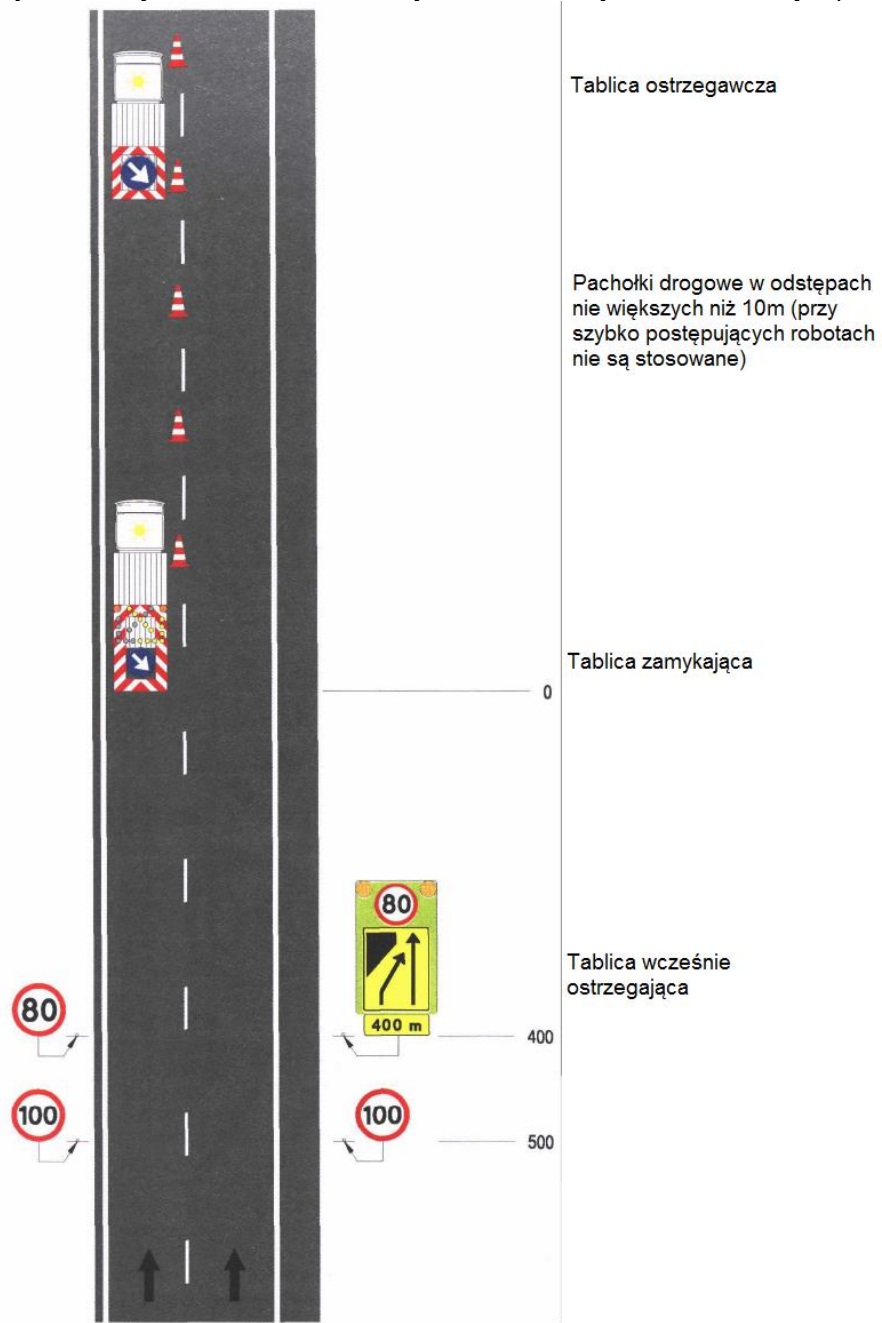 Tablica ostrzegawcza
Pachołki drogowe w odstępach
nie większych niż 10m (przy
szybko postępujących robotach
nie są stosowane)
Tablica zamykająca
0
80
Tablica wcześnie
ostrzegająca
80
400 m
400
100
100
500